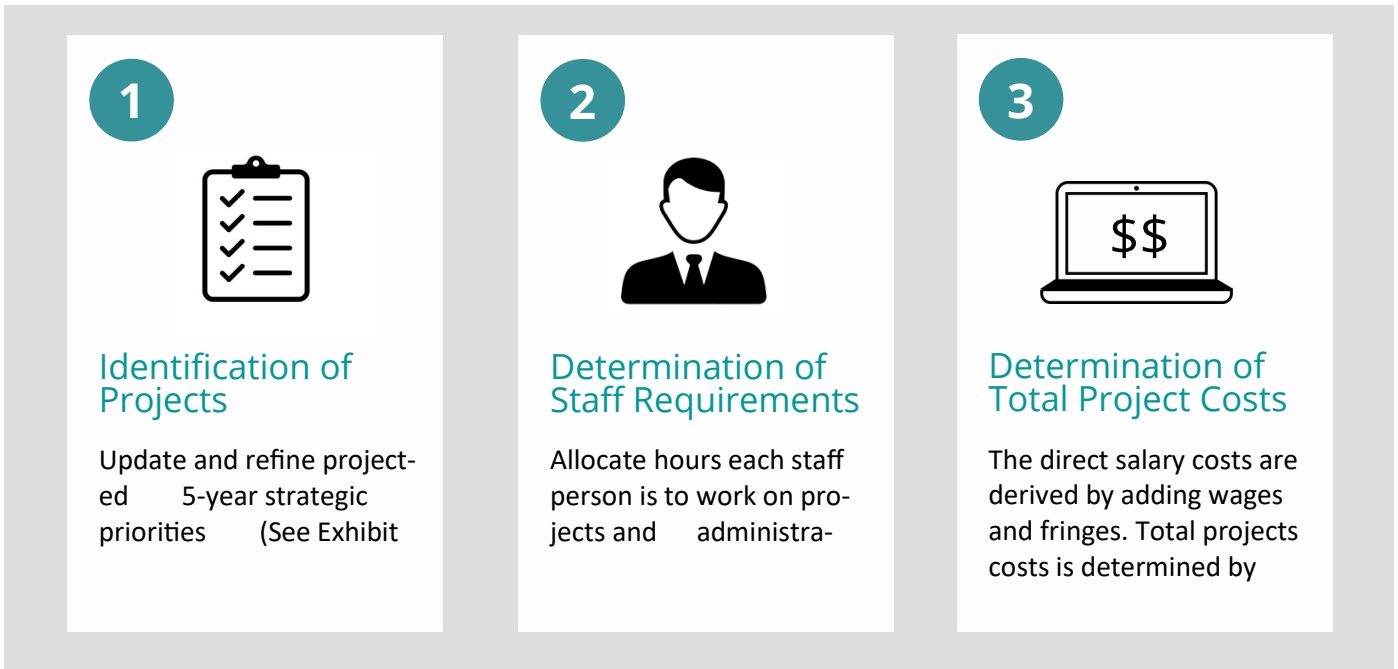 1
Identification of
Projects
Update and refine project-
ed 5-year strategic
priorities (See Exhibit
2
Determination of
Staff Requirements
Allocate hours each staff
person is to work on pro-
jects and administra-
3
$$
Determination of
Total Project Costs
The direct salary costs are
derived by adding wages
and fringes. Total projects
costs is determined by